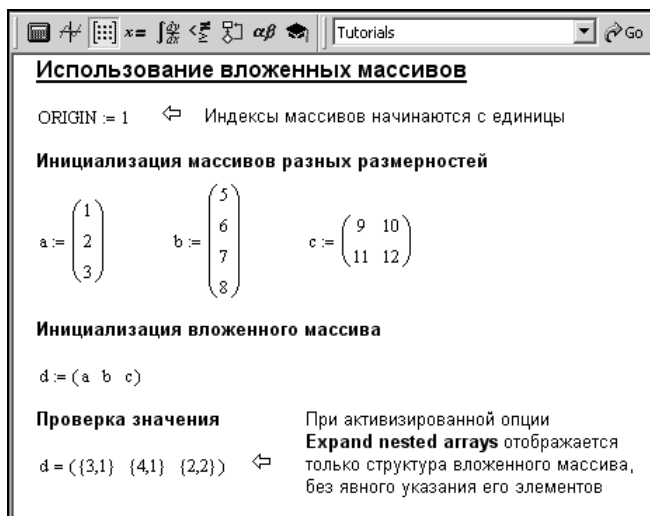 x= αβ Tutorials Go
Использование вложенных массивов
ORIGIN := 1 ⇦ Индексы массивов начинаются с единицы
Инициализация массивов разных размерностей
a := (1 2 3) b := (5 6 7 8) c := (9 10 11 12)
Инициализация вложенного массива
d := (a b c)
Проверка значения
d = ({3,1} {4,1} {2,2}) ⇦
При активизированной опции
Expand nested arrays отображается
только структура вложенного массива,
без явного указания его элементов